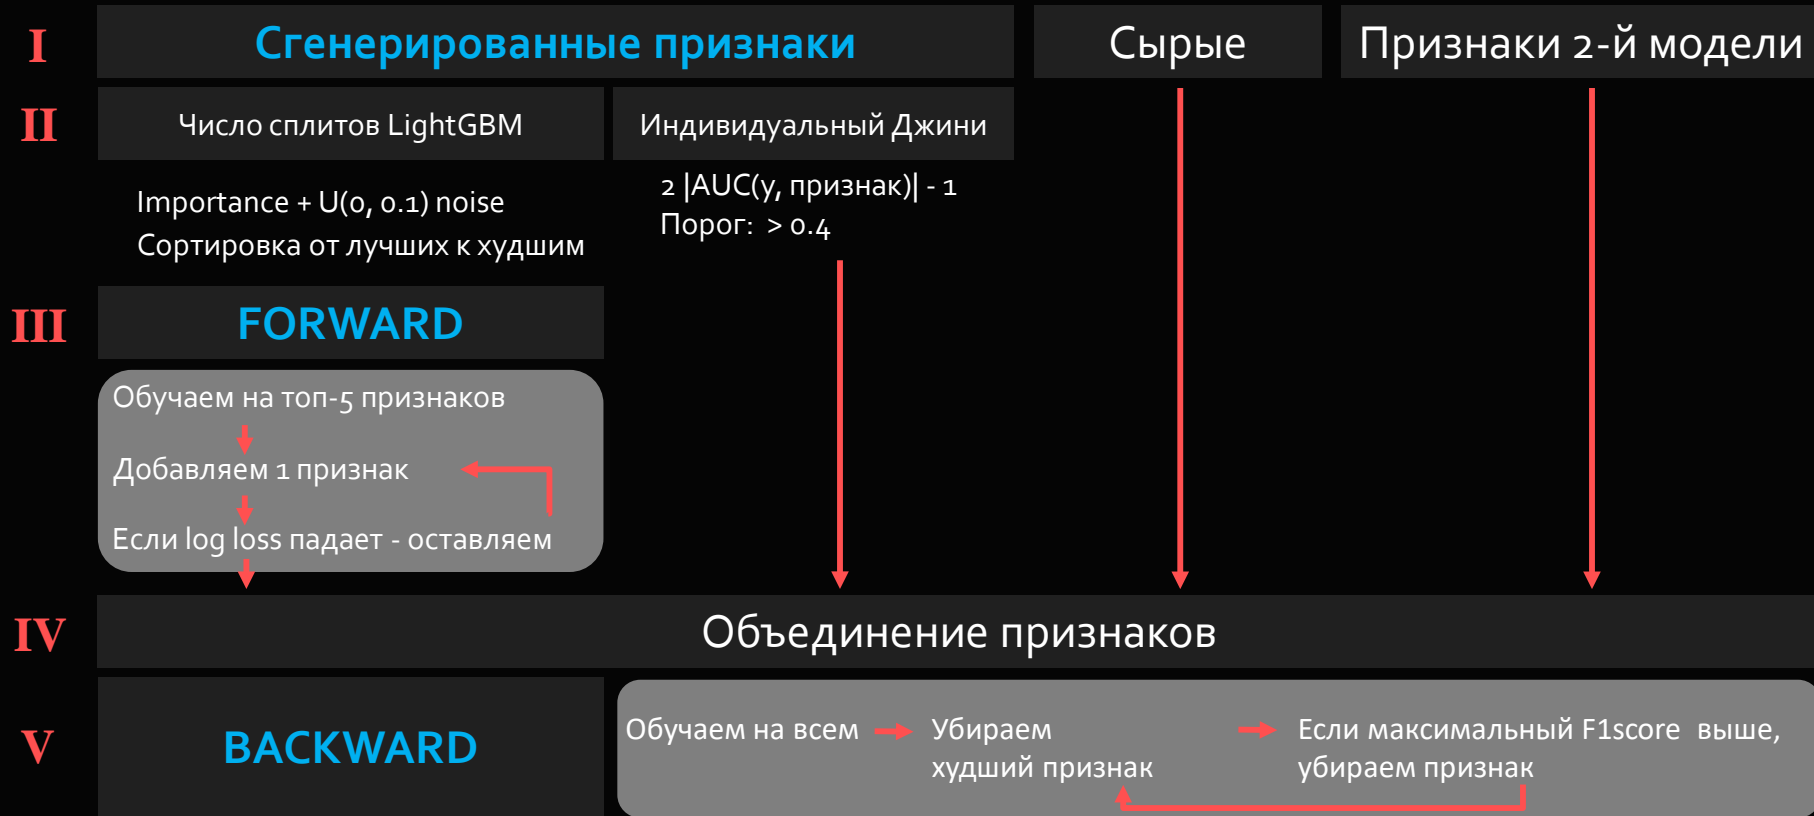 I
Сгенерированные признаки
Сырые
Признаки 2-й модели
II
Число сплитов LightGBM
Индивидуальный Джини
Importance + U(0, 0.1) noise
Сортировка от лучших к худшим
2 |AUC(y, признак)| - 1
Порог: > 0.4
III
FORWARD
Обучаем на топ-5 признаков
Добавляем 1 признак
Если log loss падает - оставляем
IV
Объединение признаков
V
BACKWARD
Обучаем на всем
Убираем
худший признак
Если максимальный F1score выше,
убираем признак